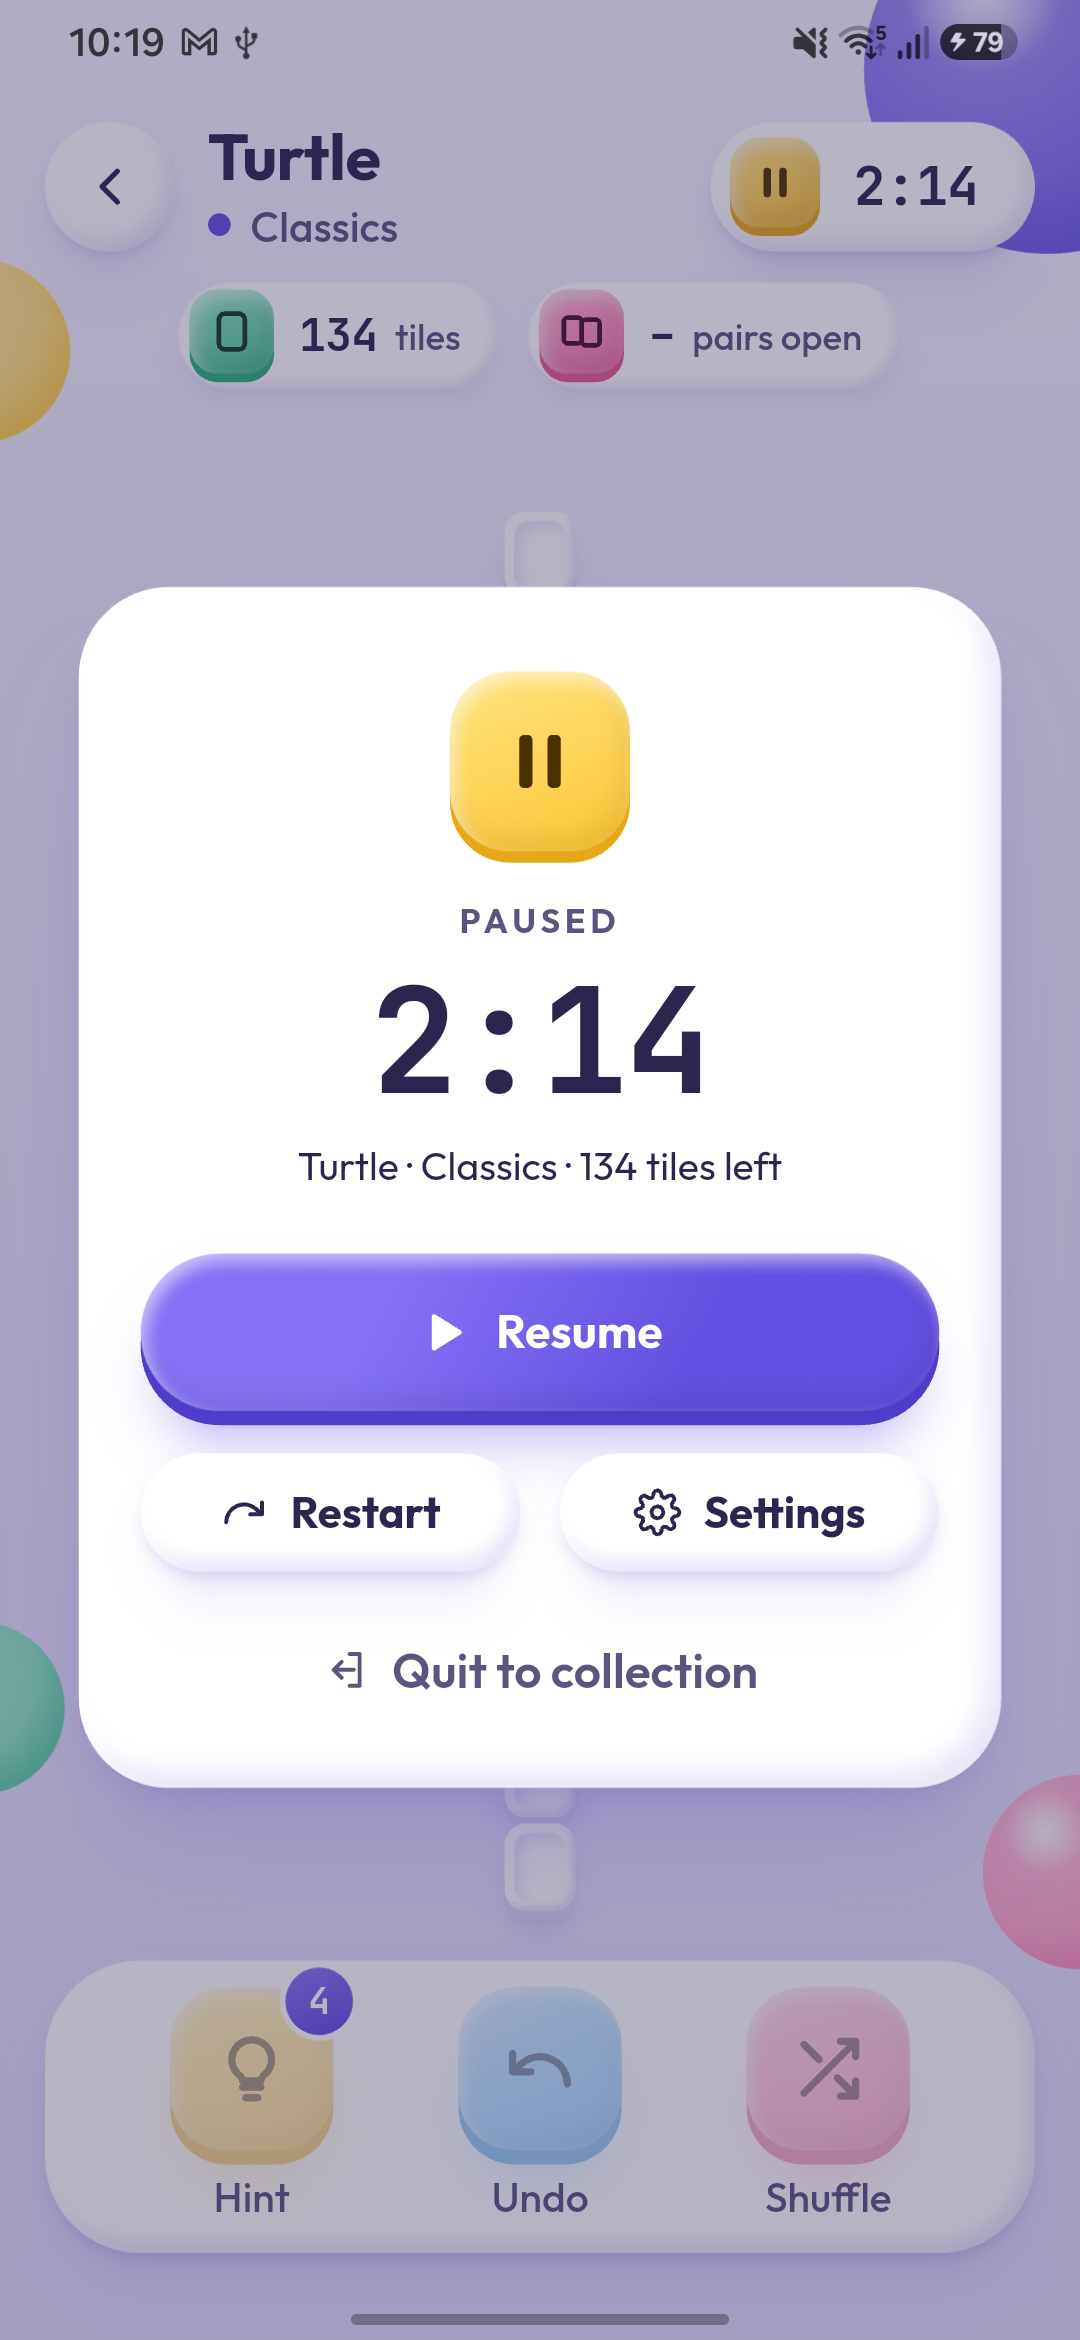 10:19
5
79
Turtle
Classics
2:14
134 tiles
– pairs open
PAUSED
2:14
Turtle · Classics · 134 tiles left
Resume
Restart
Settings
Quit to collection
4
Hint
Undo
Shuffle